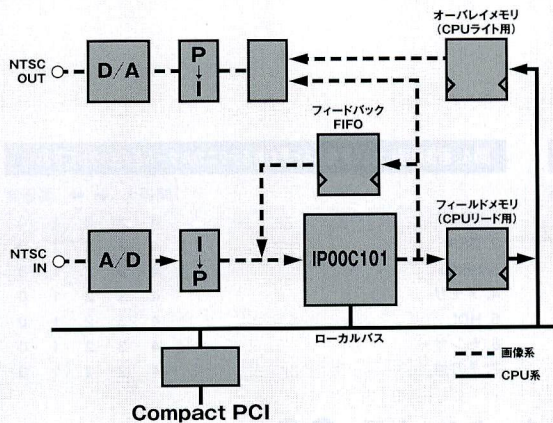 オーバレイメモリ
(CPUライト用)
NTSC
OUT
D/A
P
↓
I
フィードバック
FIFO
フィールドメモリ
(CPUリード用)
NTSC
IN
A/D
I
↓
P
IP00C101
ローカルバス
画像系
CPU系
Compact PCI